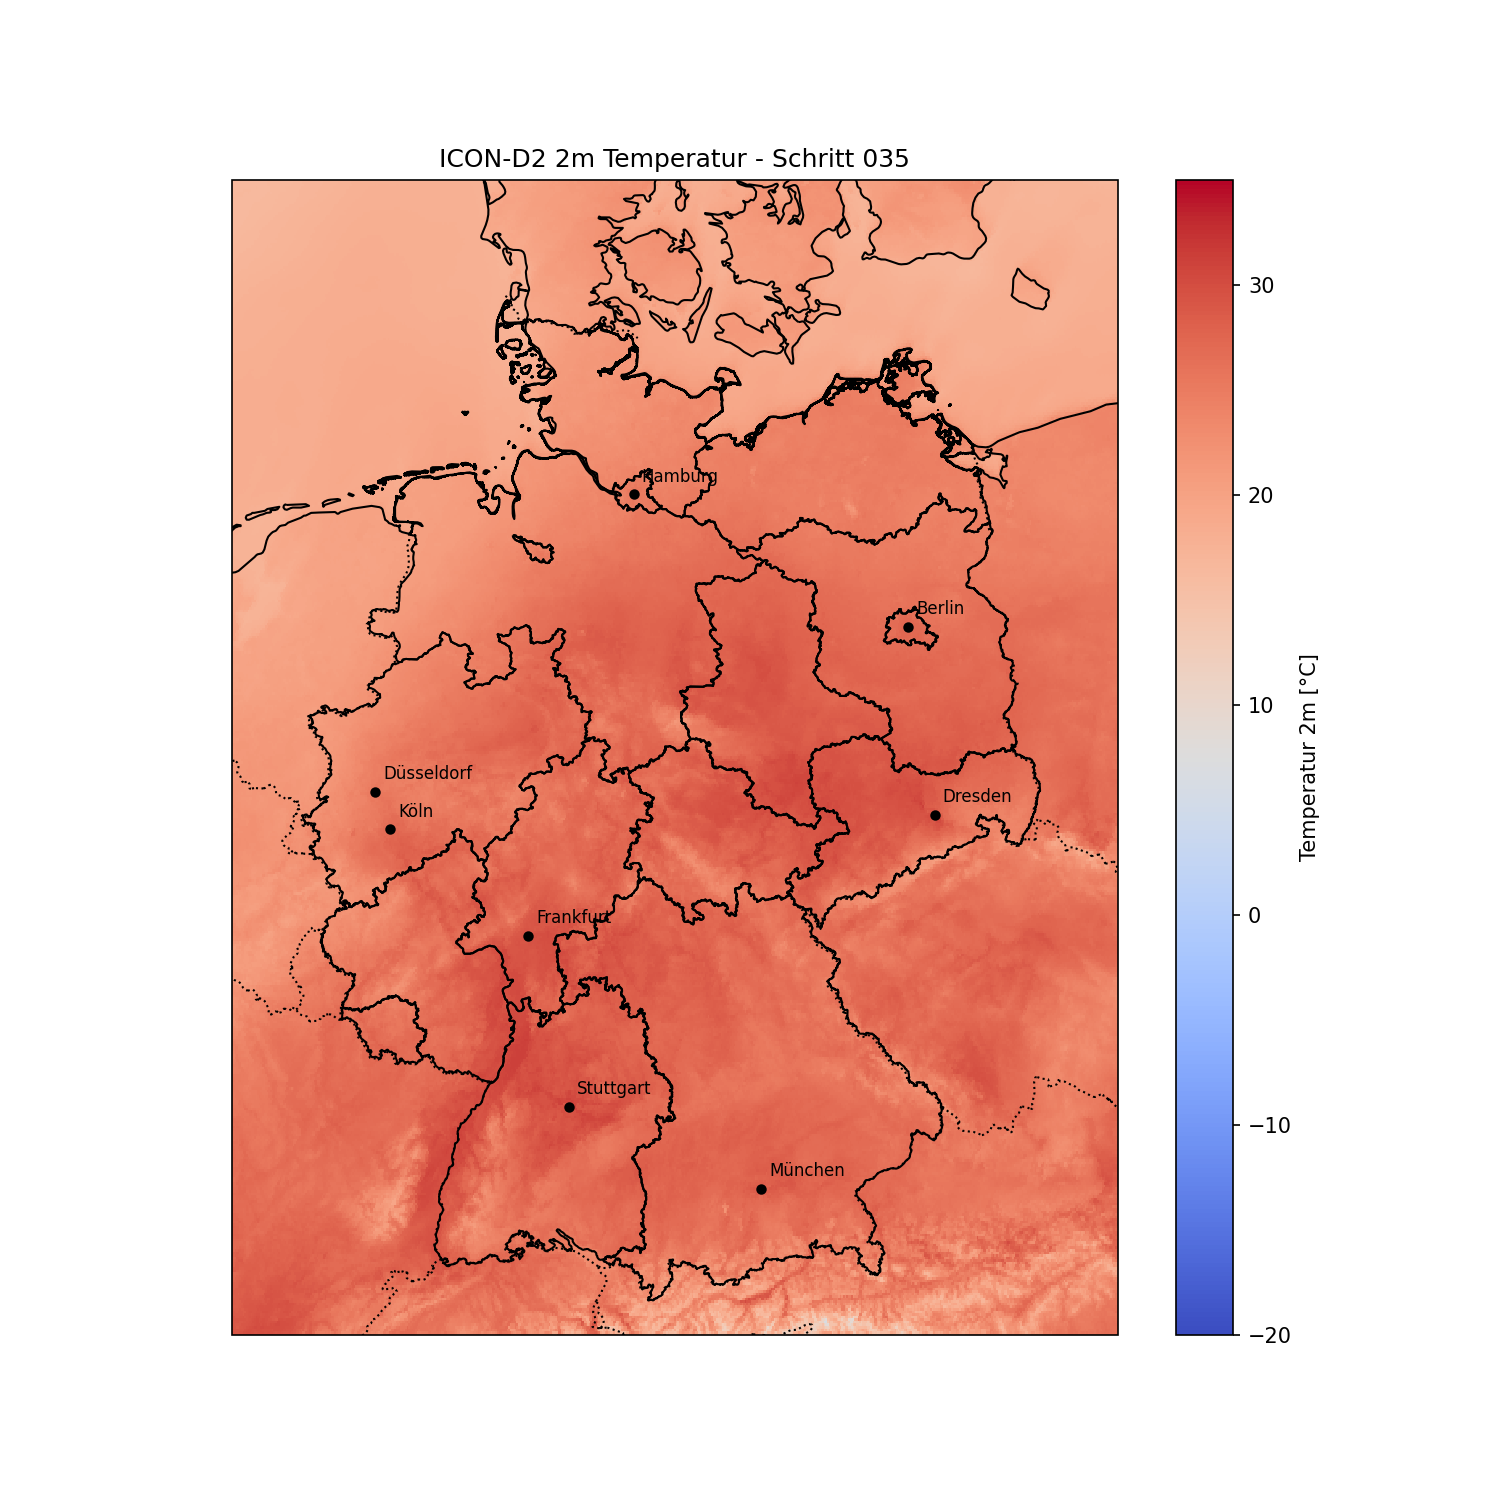 ICON-D2 2m Temperatur - Schritt 035
Hamburg
Berlin
Düsseldorf
Köln
Dresden
Frankfurt
Stuttgart
München
30
20
10
0
−10
−20
Temperatur 2m [°C]